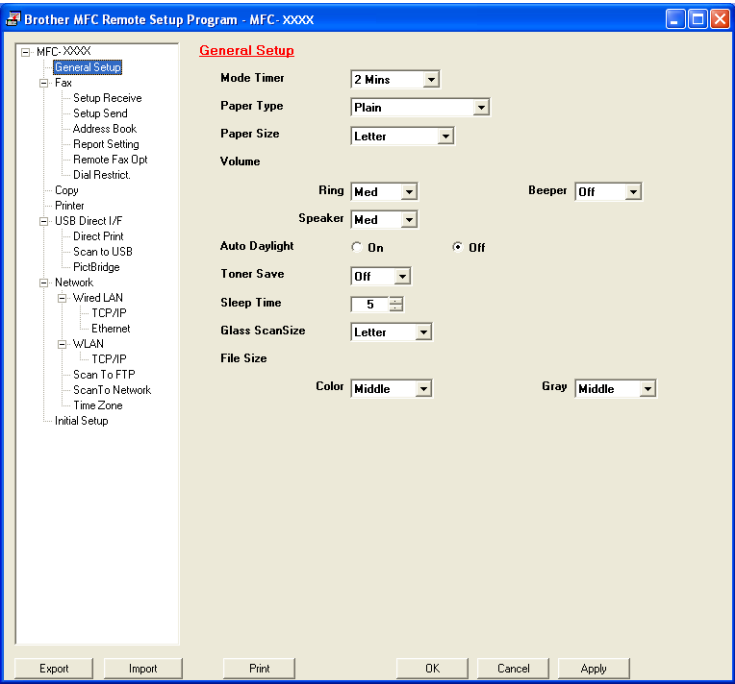 Brother MFC Remote Setup Program - MFC- XXXX
MFC-XXXX
General Setup
Fax
Setup Receive
Setup Send
Address Book
Report Setting
Remote Fax Opt
Dial Restrict.
Copy
Printer
USB Direct I/F
Direct Print
Scan to USB
PictBridge
Network
Wired LAN
TCP/IP
Ethernet
WLAN
TCP/IP
Scan To FTP
ScanTo Network
Time Zone
Initial Setup
General Setup
Mode Timer 2 Mins
Paper Type Plain
Paper Size Letter
Volume
Ring Med Beeper Off
Speaker Med
Auto Daylight On Off
Toner Save Off
Sleep Time 5
Glass ScanSize Letter
File Size
Color Middle Gray Middle
Export Import Print OK Cancel Apply